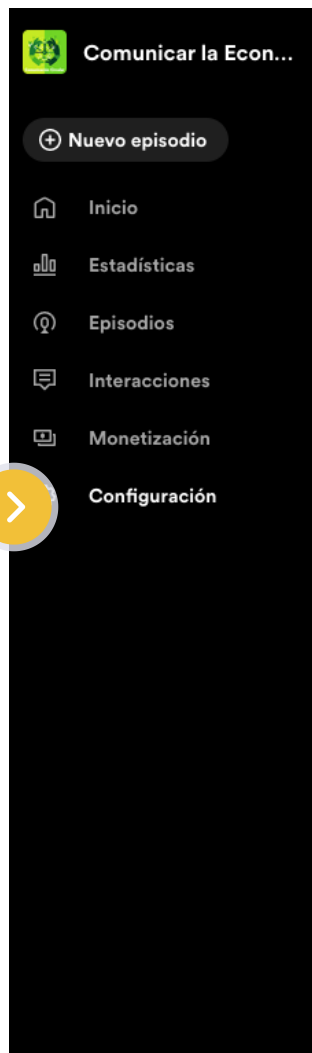 Comunicar la Econ...
Nuevo episodio
Inicio
Estadísticas
Episodios
Interacciones
Monetización
Configuración